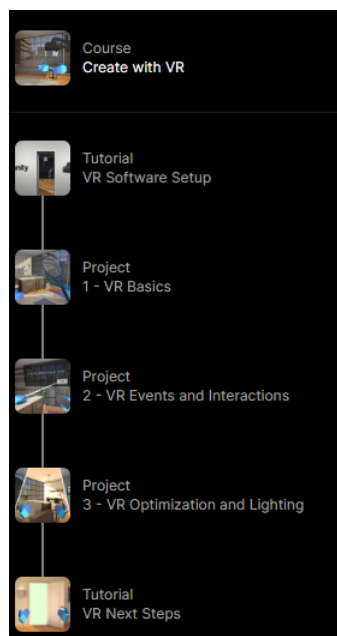 Course
Create with VR
Tutorial
VR Software Setup
Project
1 - VR Basics
Project
2 - VR Events and Interactions
Project
3 - VR Optimization and Lighting
Tutorial
VR Next Steps